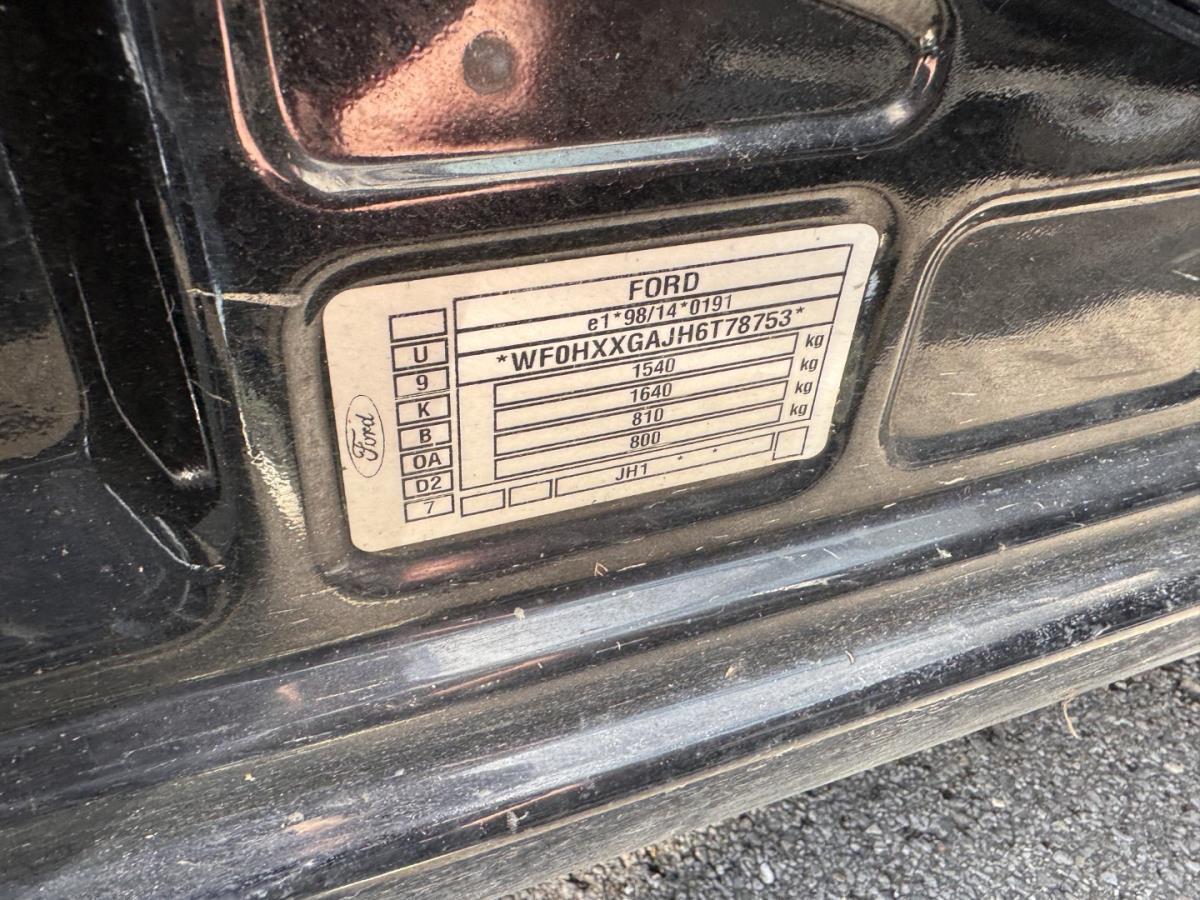 FORD
e1*98/14*0191
*WF0HXXGAJH6T78753*
1540 kg
1640 kg
810 kg
800 kg
JH1 * *
U
9
K
B
0A
D2
7
Ford